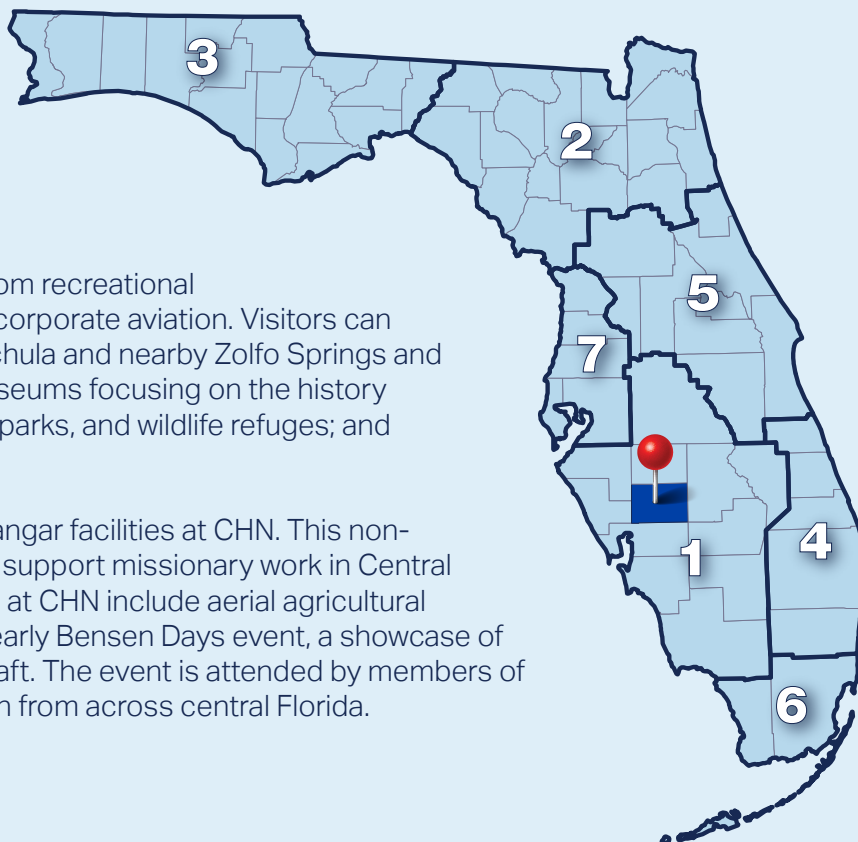 3
2
om recreational
corporate aviation. Visitors can
5
chula and nearby Zolfo Springs and
7
seums focusing on the history
parks, and wildlife refuges; and
angar facilities at CHN. This non-
support missionary work in Central
4
1
at CHN include aerial agricultural
early Bensen Days event, a showcase of
aft. The event is attended by members of
n from across central Florida.
6